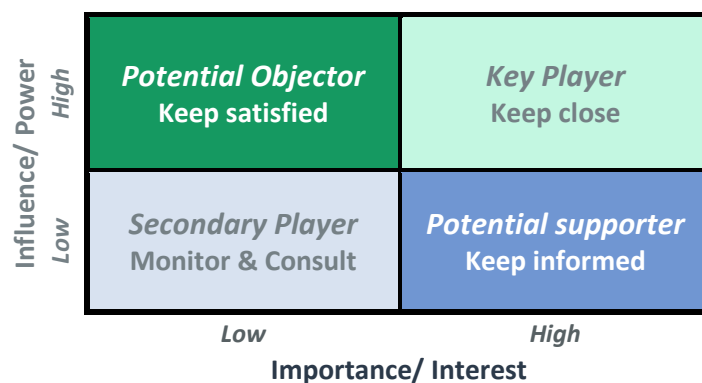 Influence/ Power
High
Low
Potential Objector
Keep satisfied
Key Player
Keep close
Secondary Player
Monitor & Consult
Potential supporter
Keep informed
Low
High
Importance/ Interest